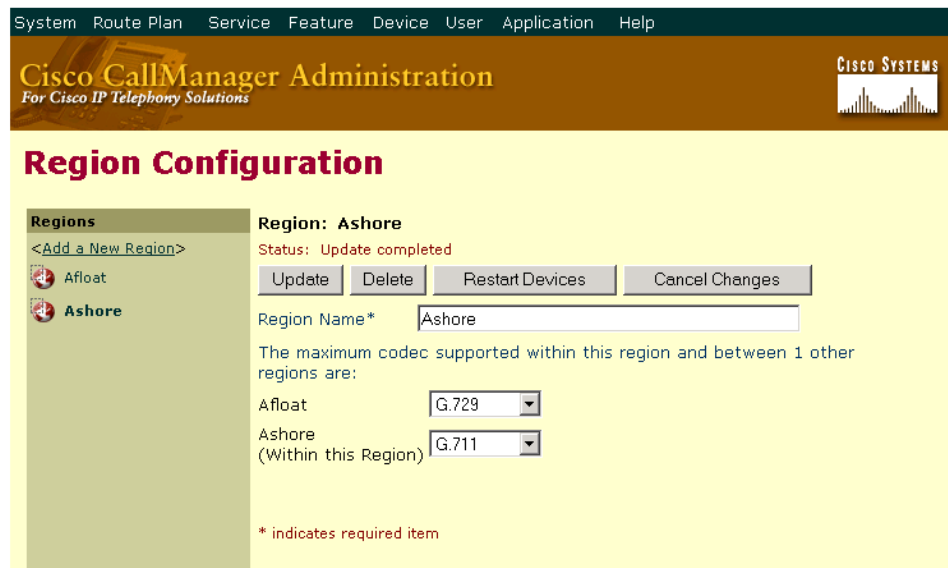 System Route Plan Service Feature Device User Application Help
Cisco CallManager Administration
For Cisco IP Telephony Solutions
CISCO SYSTEMS
Region Configuration
Regions
<Add a New Region>
Afloat
Ashore
Region: Ashore
Status: Update completed
Update Delete Restart Devices Cancel Changes
Region Name* Ashore
The maximum codec supported within this region and between 1 other
regions are:
Afloat G.729
Ashore
(Within this Region) G.711
* indicates required item